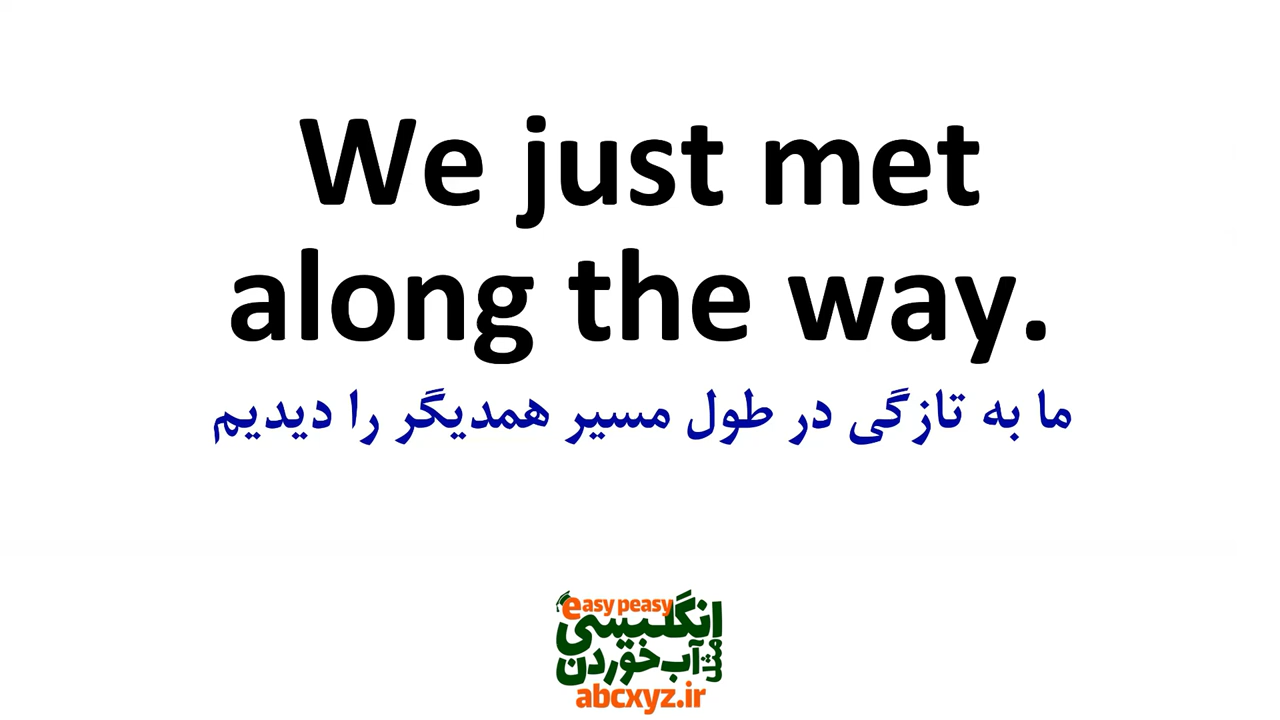 We just met
along the way.
ما به تازگی در طول مسیر همدیگر را دیدیم
easy peasy
انگلیسی
مثل آب خوردن
abcxyz.ir